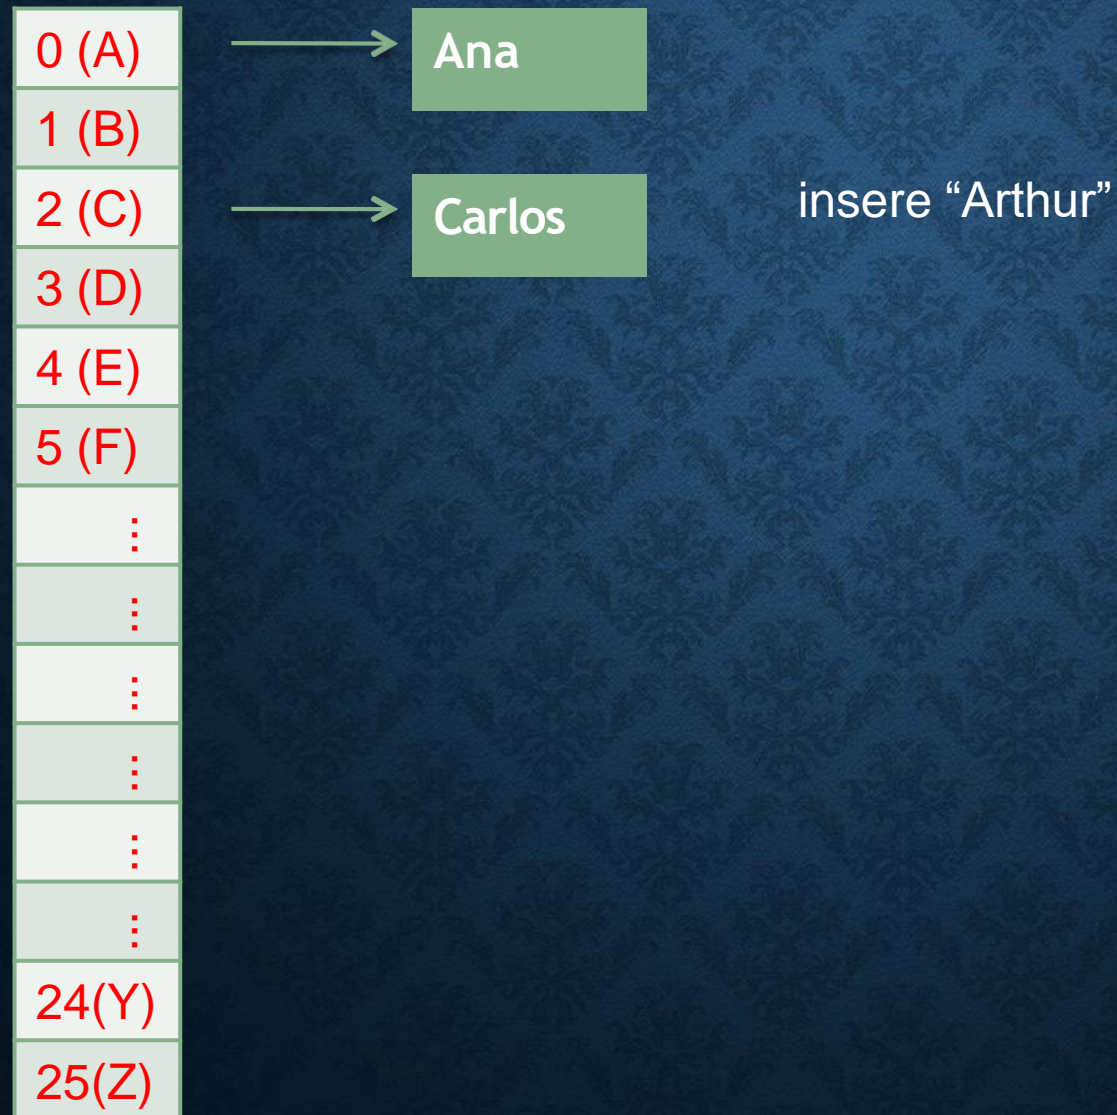 0 (A)
Ana
1 (B)
2 (C)
Carlos
insere “Arthur”
3 (D)
4 (E)
5 (F)
...
...
...
...
...
...
24(Y)
25(Z)